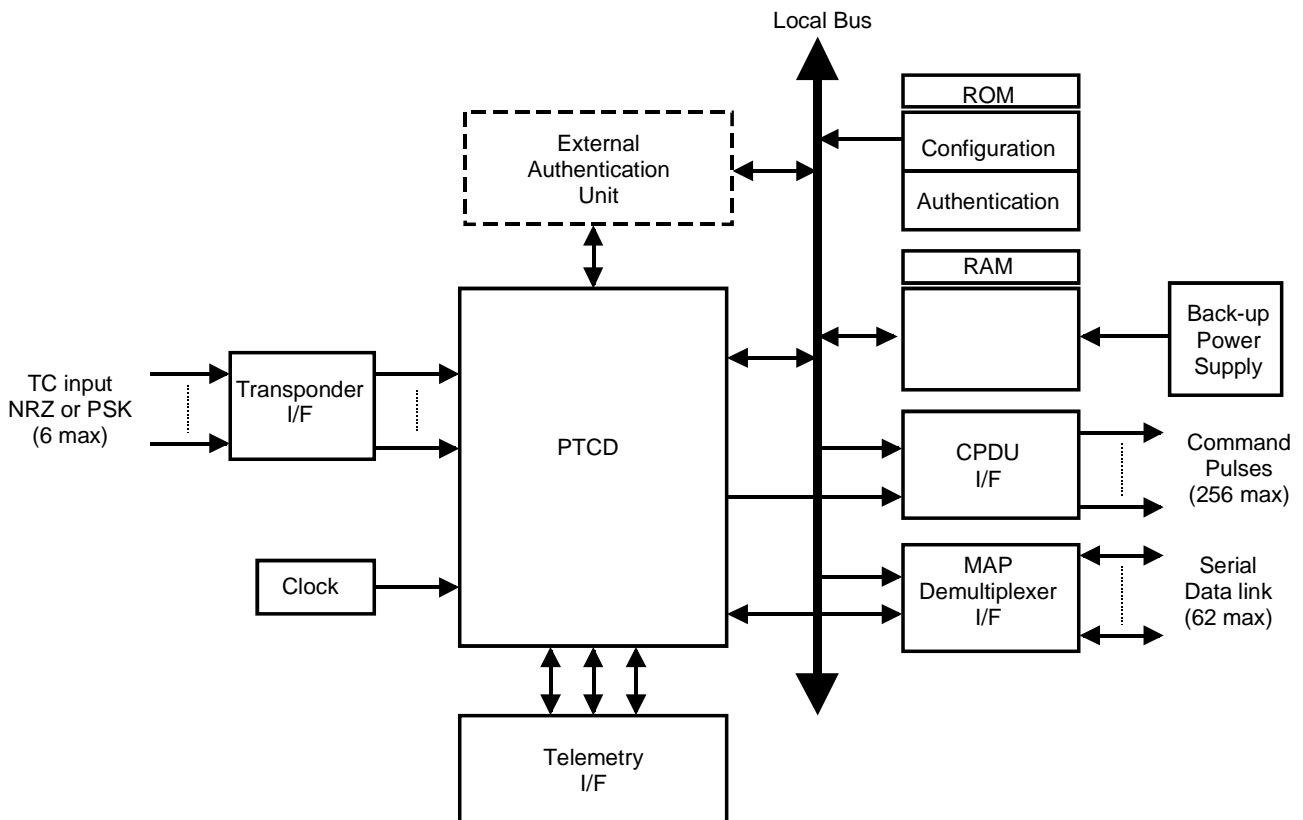 Local Bus
ROM
Configuration
Authentication
External
Authentication
Unit
RAM
Back-up
Power
Supply
TC input
NRZ or PSK
(6 max)
Transponder
I/F
PTCD
CPDU
I/F
Command
Pulses
(256 max)
Clock
MAP
Demultiplexer
I/F
Serial
Data link
(62 max)
Telemetry
I/F